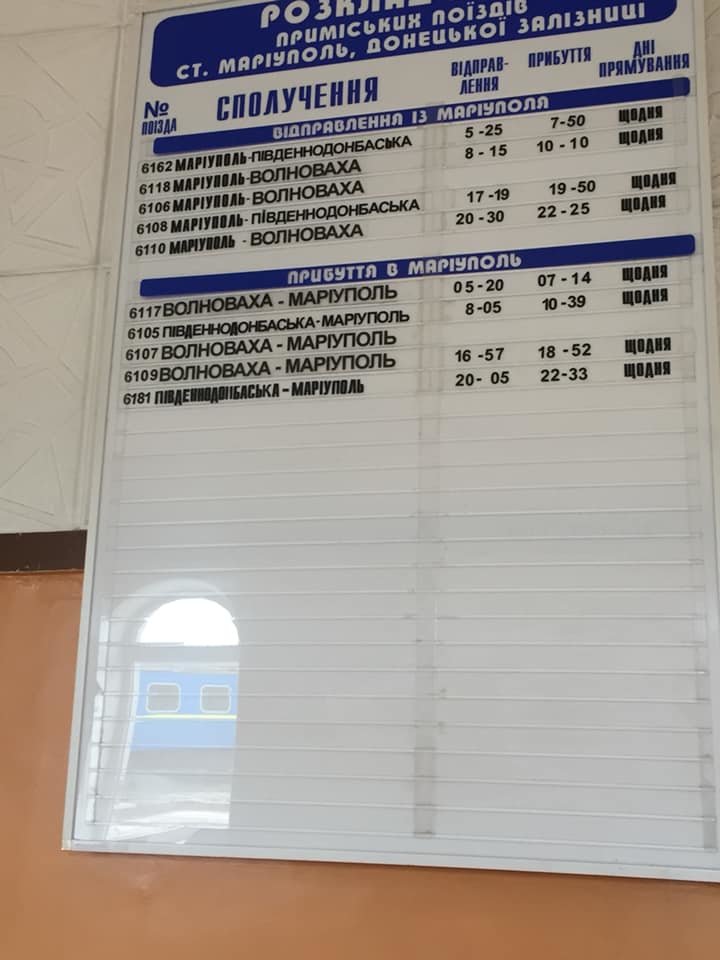 РОЗКЛАД
ПРИМІСЬКИХ ПОЇЗДІВ
СТ. МАРІУПОЛЬ, ДОНЕЦЬКОЇ ЗАЛІЗНИЦІ
№ ПОЇЗДА СПОЛУЧЕННЯ ВІДПРАВ-ЛЕННЯ ПРИБУТТЯ ДНІ ПРЯМУВАННЯ
ВІДПРАВЛЕННЯ ІЗ МАРІУПОЛЯ
6162 МАРІУПОЛЬ-ПІВДЕННОДОНБАСЬКА 5-25 7-50 ЩОДНЯ
6118 МАРІУПОЛЬ-ВОЛНОВАХА 8-15 10-10 ЩОДНЯ
6106 МАРІУПОЛЬ-ВОЛНОВАХА
6108 МАРІУПОЛЬ-ПІВДЕННОДОНБАСЬКА 17-19 19-50 ЩОДНЯ
6110 МАРІУПОЛЬ - ВОЛНОВАХА 20-30 22-25 ЩОДНЯ
ПРИБУТТЯ В МАРІУПОЛЬ
6117 ВОЛНОВАХА - МАРІУПОЛЬ 05-20 07-14 ЩОДНЯ
6105 ПІВДЕННОДОНБАСЬКА-МАРІУПОЛЬ 8-05 10-39 ЩОДНЯ
6107 ВОЛНОВАХА - МАРІУПОЛЬ
6109 ВОЛНОВАХА - МАРІУПОЛЬ 16-57 18-52 ЩОДНЯ
6181 ПІВДЕННОДОНБАСЬКА-МАРІУПОЛЬ 20-05 22-33 ЩОДНЯ